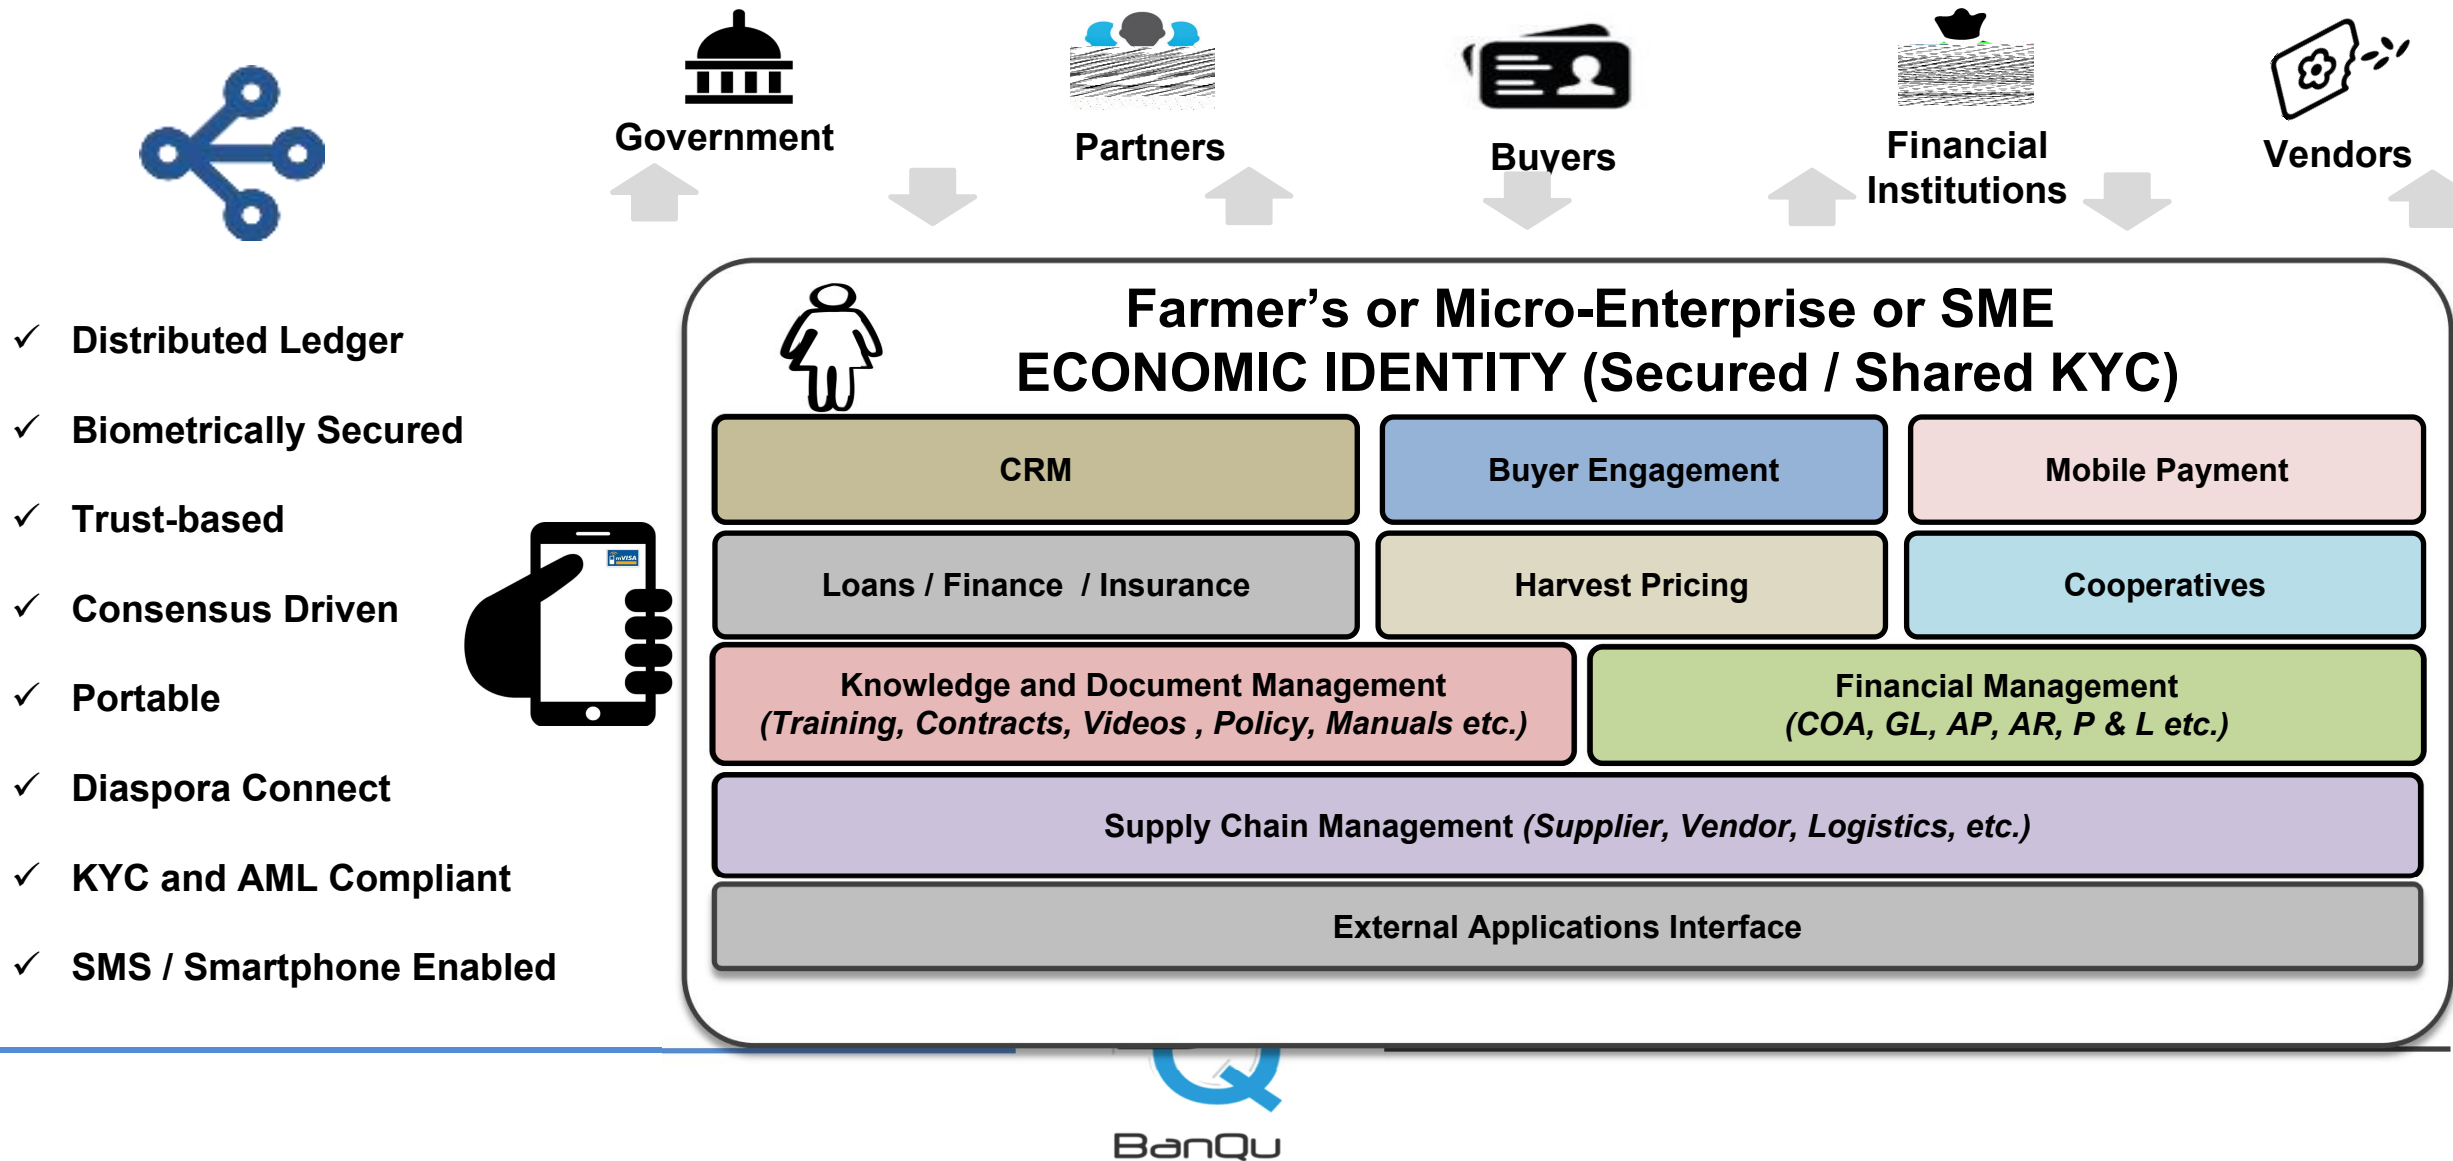 Government
Partners
Buyers
Financial
Institutions
Vendors
✓ Distributed Ledger
✓ Biometrically Secured
✓ Trust-based
✓ Consensus Driven
✓ Portable
✓ Diaspora Connect
✓ KYC and AML Compliant
✓ SMS / Smartphone Enabled
mVISA
Farmer’s or Micro-Enterprise or SME
ECONOMIC IDENTITY (Secured / Shared KYC)
CRM
Buyer Engagement
Mobile Payment
Loans / Finance / Insurance
Harvest Pricing
Cooperatives
Knowledge and Document Management
(Training, Contracts, Videos , Policy, Manuals etc.)
Financial Management
(COA, GL, AP, AR, P & L etc.)
Supply Chain Management (Supplier, Vendor, Logistics, etc.)
External Applications Interface
BanQu